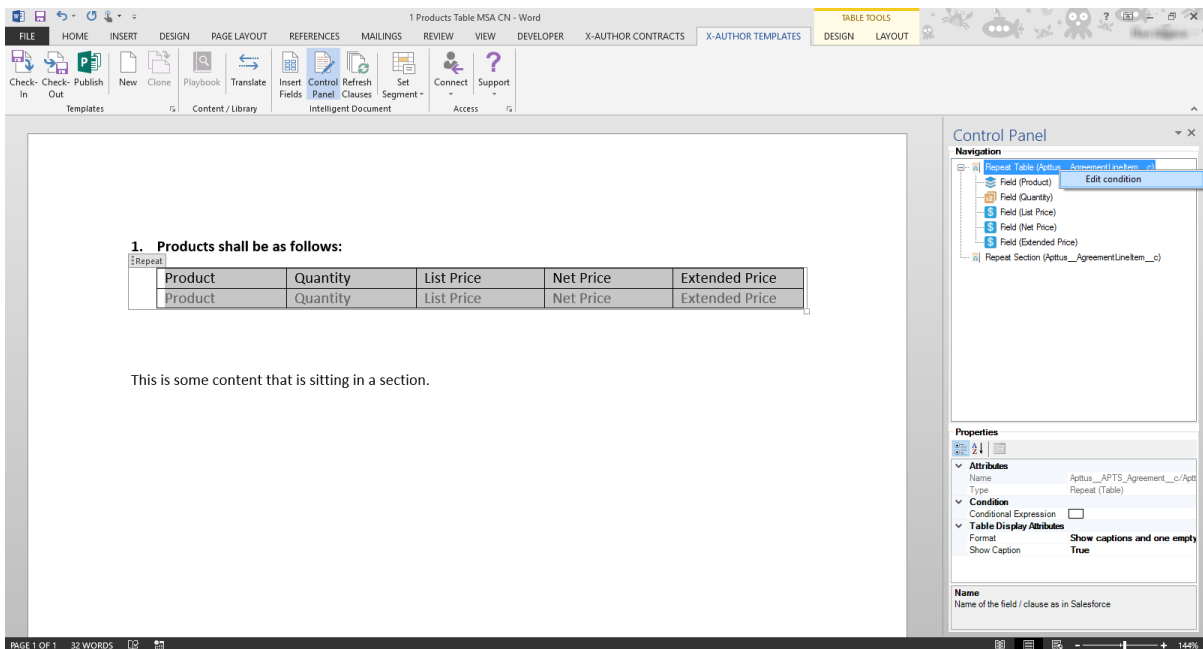 1 Products Table MSA CN - Word
TABLE TOOLS
FILE HOME INSERT DESIGN PAGE LAYOUT REFERENCES MAILINGS REVIEW VIEW DEVELOPER X-AUTHOR CONTRACTS X-AUTHOR TEMPLATES DESIGN LAYOUT
Check- Check- Publish New Clone Playbook Translate Insert Control Refresh Set Connect Support
In Out Fields Panel Clauses Segment
Templates Content / Library Intelligent Document Access
Control Panel
Navigation
Repeat Table (Apttus__AgreementLineItem__c)
Edit condition
Field (Product)
Field (Quantity)
Field (List Price)
Field (Net Price)
Field (Extended Price)
Repeat Section (Apttus__AgreementLineItem__c)
1. Products shall be as follows:
Repeat
Product Quantity List Price Net Price Extended Price
Product Quantity List Price Net Price Extended Price
This is some content that is sitting in a section.
Properties
Attributes
Name Apttus__APTS_Agreement__c/Aptt
Type Repeat (Table)
Condition
Conditional Expression
Table Display Attributes
Format Show captions and one empty
Show Caption True
Name
Name of the field / clause as in Salesforce
PAGE 1 OF 1 32 WORDS 144%